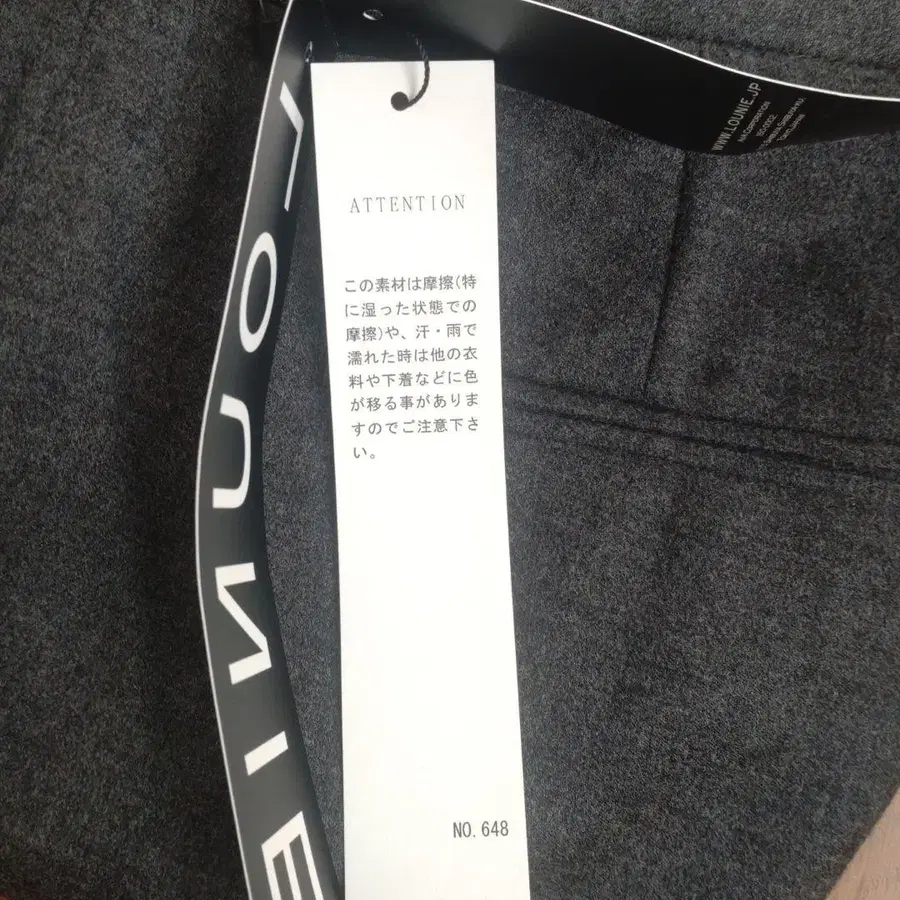 LOUNIE
WWW.LOUNIE.JP
150-0002
ATTENTION
この素材は摩擦(特
に湿った状態での
摩擦)や、汗・雨で
濡れた時は他の衣
料や下着などに色
が移る事がありま
すのでご注意下さ
い。
NO.648